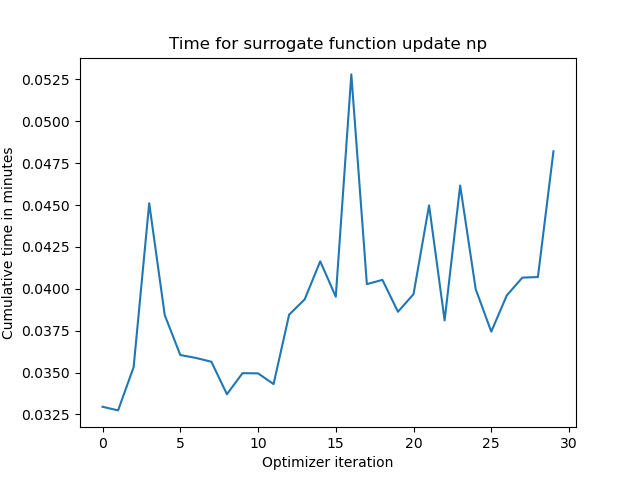 Time for surrogate function update np
Cumulative time in minutes
0.0525
0.0500
0.0475
0.0450
0.0425
0.0400
0.0375
0.0350
0.0325
0 5 10 15 20 25 30
Optimizer iteration